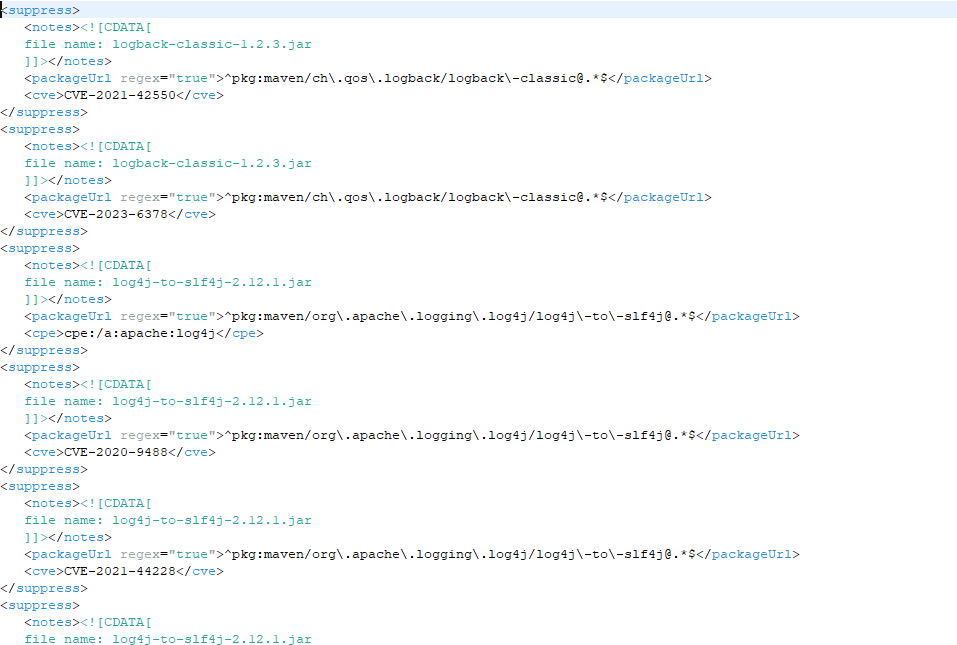 <suppress>
<notes><![CDATA[
file name: logback-classic-1.2.3.jar
]]></notes>
<packageUrl regex="true">^pkg:maven/ch\.qos\.logback/logback\-classic@.*$</packageUrl>
<cve>CVE-2021-42550</cve>
</suppress>
<suppress>
<notes><![CDATA[
file name: logback-classic-1.2.3.jar
]]></notes>
<packageUrl regex="true">^pkg:maven/ch\.qos\.logback/logback\-classic@.*$</packageUrl>
<cve>CVE-2023-6378</cve>
</suppress>
<suppress>
<notes><![CDATA[
file name: log4j-to-slf4j-2.12.1.jar
]]></notes>
<packageUrl regex="true">^pkg:maven/org\.apache\.logging\.log4j/log4j\-to\-slf4j@.*$</packageUrl>
<cpe>cpe:/a:apache:log4j</cpe>
</suppress>
<suppress>
<notes><![CDATA[
file name: log4j-to-slf4j-2.12.1.jar
]]></notes>
<packageUrl regex="true">^pkg:maven/org\.apache\.logging\.log4j/log4j\-to\-slf4j@.*$</packageUrl>
<cve>CVE-2020-9488</cve>
</suppress>
<suppress>
<notes><![CDATA[
file name: log4j-to-slf4j-2.12.1.jar
]]></notes>
<packageUrl regex="true">^pkg:maven/org\.apache\.logging\.log4j/log4j\-to\-slf4j@.*$</packageUrl>
<cve>CVE-2021-44228</cve>
</suppress>
<suppress>
<notes><![CDATA[
file name: log4j-to-slf4j-2.12.1.jar